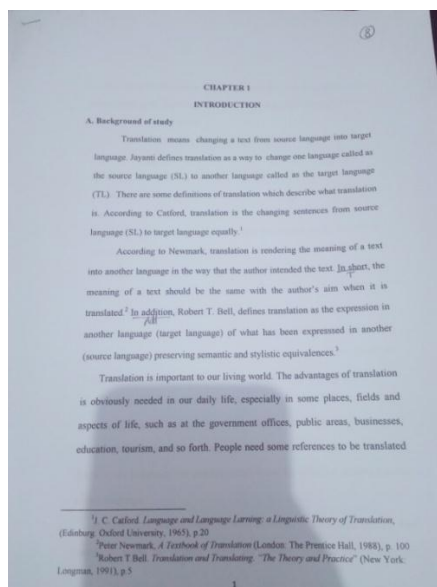 8
CHAPTER 1
INTRODUCTION
A. Background of study
Translation means changing a text from source language into target
language. Jayanti defines translation as a way to change one language called as
the source language (SL) to another language called as the target language
(TL) There are some definitions of translation which describe what translation
is. According to Catford, translation is the changing sentences from source
language (SL) to target language equally.1
According to Newmark, translation is rendering the meaning of a text
into another language in the way that the author intended the text. In short, the
meaning of a text should be the same with the author's aim when it is
translated.2 In addition, Robert T. Bell, defines translation as the expression in
another language (target language) of what has been expresssed in another
(source language) preserving semantic and stylistic equivalences.3
Translation is important to our living world. The advantages of translation
is obviously needed in our daily life, especially in some places, fields and
aspects of life, such as at the government offices, public areas, businesses,
education, tourism, and so forth. People need some references to be translated
1J. C. Catford. Language and Language Larning: a Linguistic Theory of Translation,
(Edinburg. Oxford University, 1965), p.20
2Peter Newmark, A Textbook of Translation (London: The Prentice Hall, 1988), p. 100
3Robert T Bell. Translation and Translating. "The Theory and Practice" (New York:
Longman, 1991), p.5
1